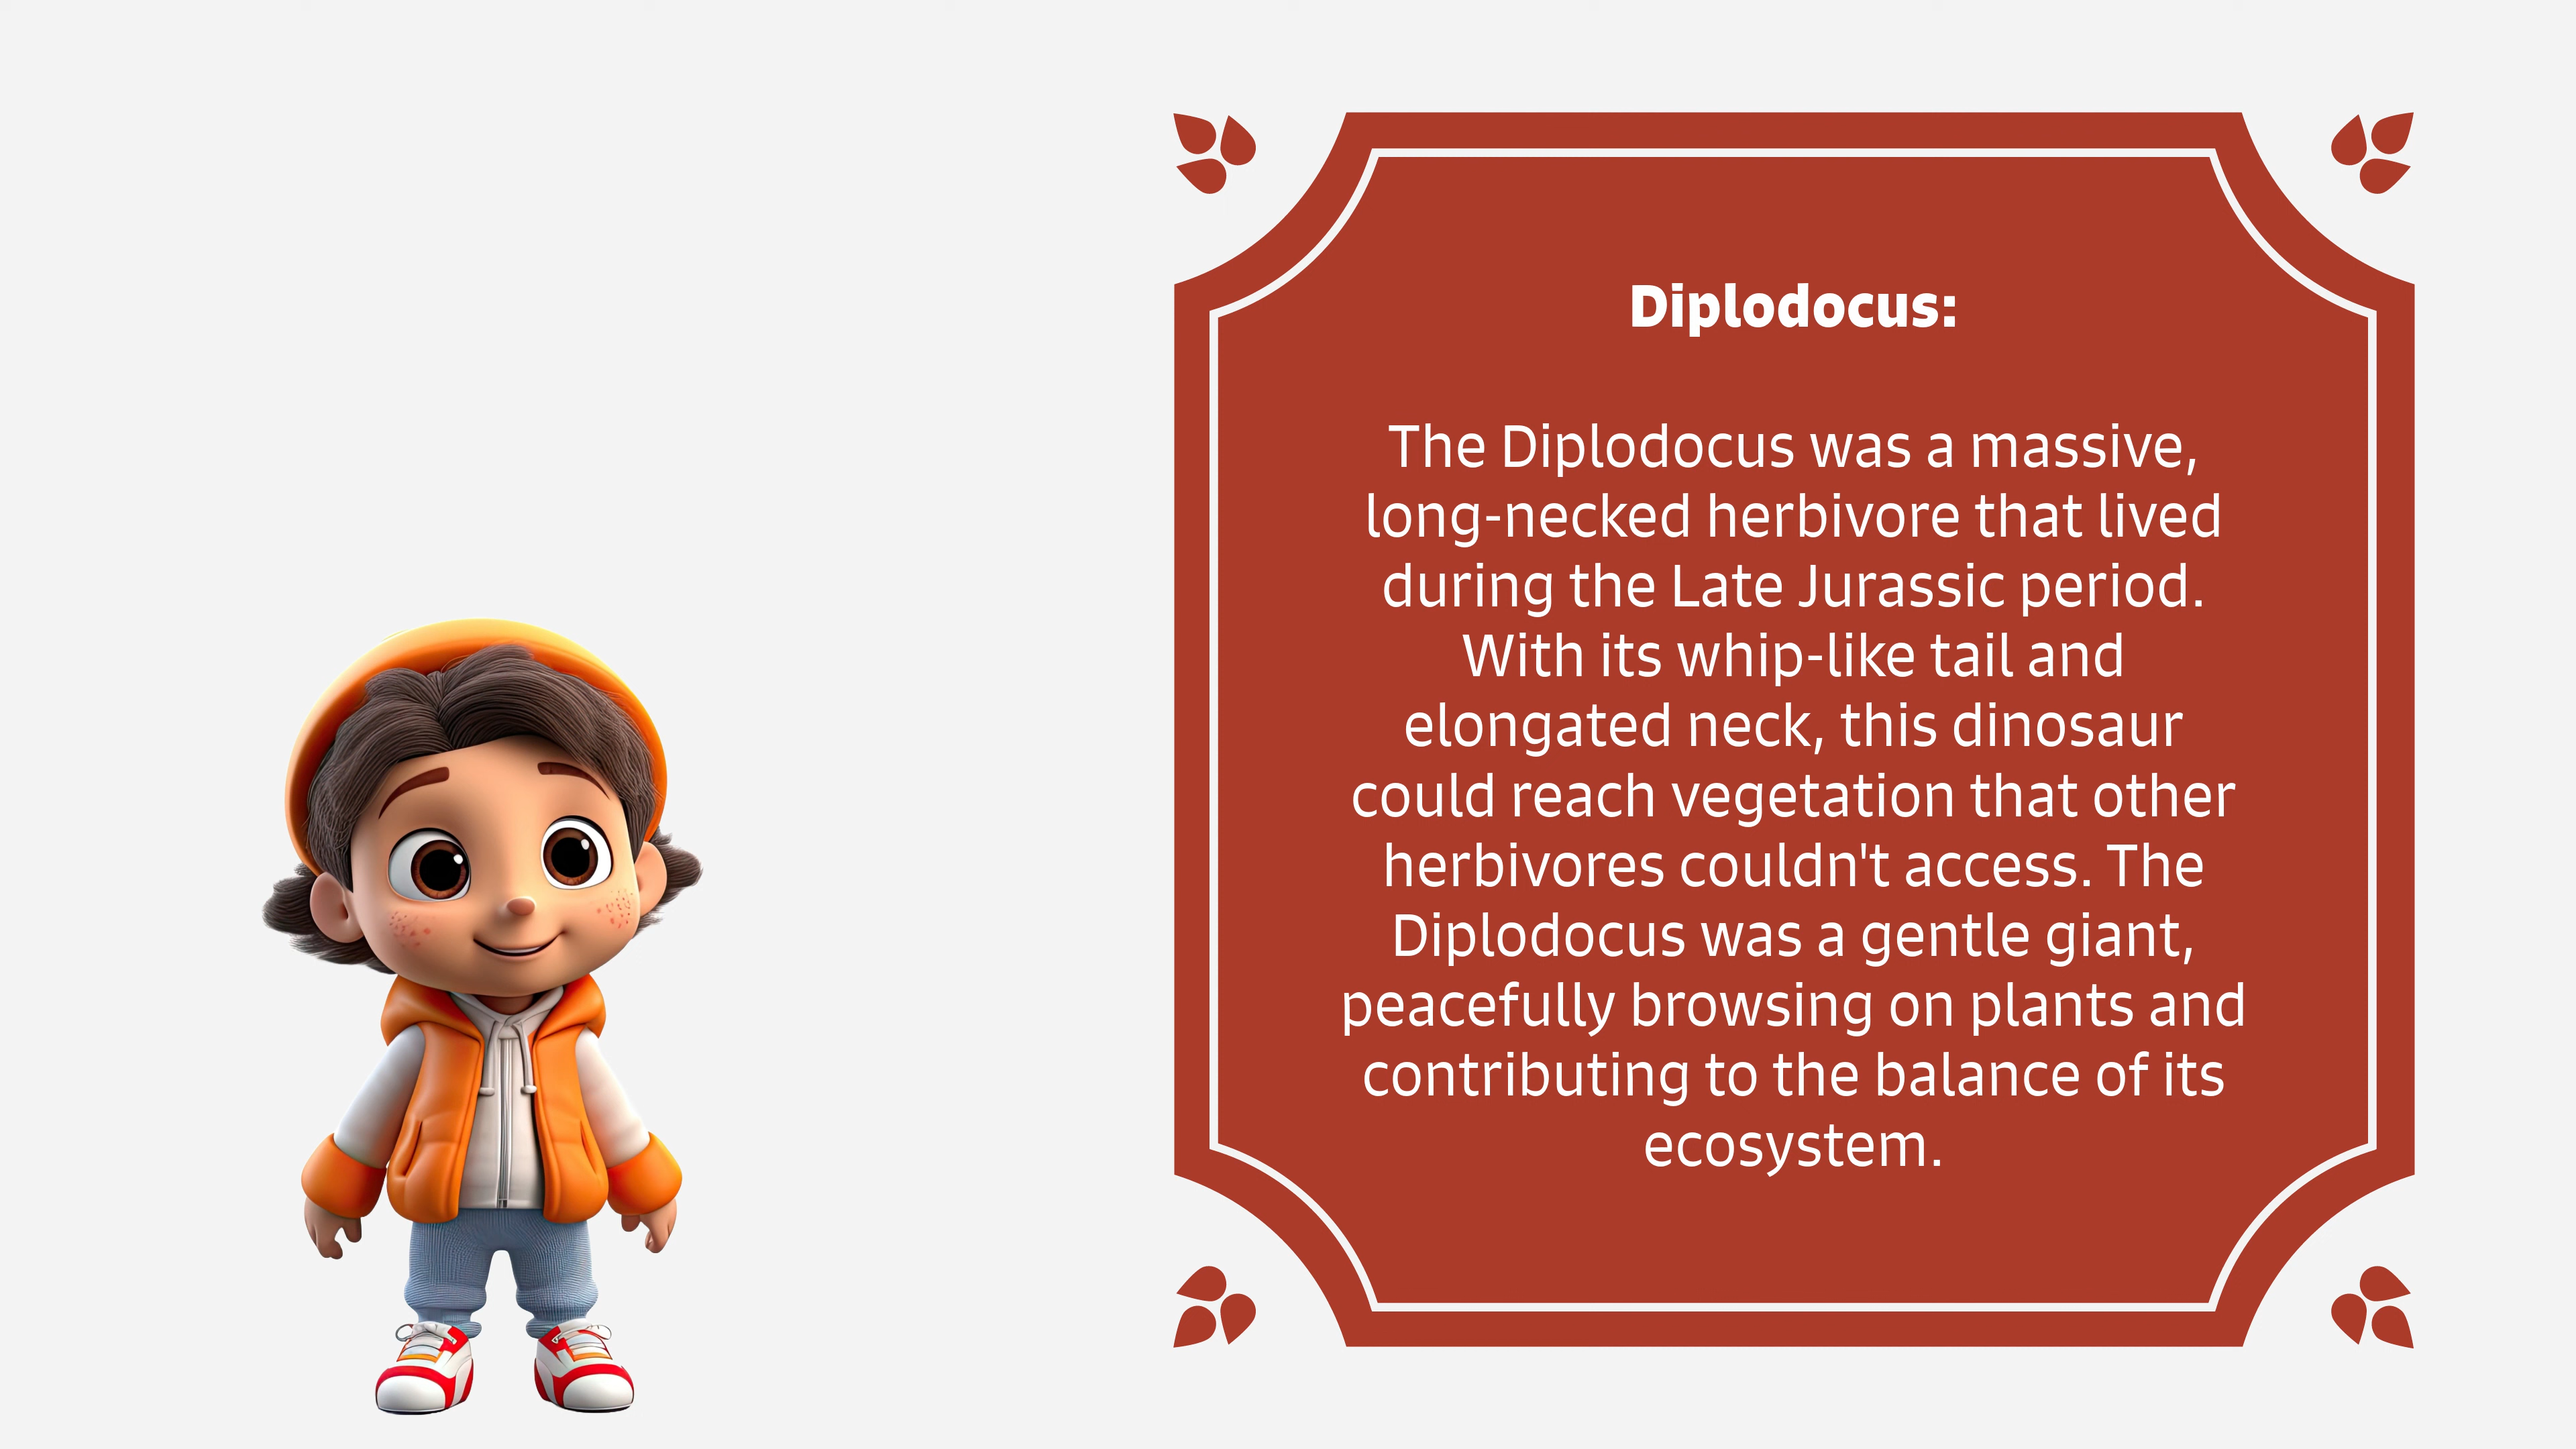 Diplodocus:
The Diplodocus was a massive,
long-necked herbivore that lived
during the Late Jurassic period.
With its whip-like tail and
elongated neck, this dinosaur
could reach vegetation that other
herbivores couldn't access. The
Diplodocus was a gentle giant,
peacefully browsing on plants and
contributing to the balance of its
ecosystem.